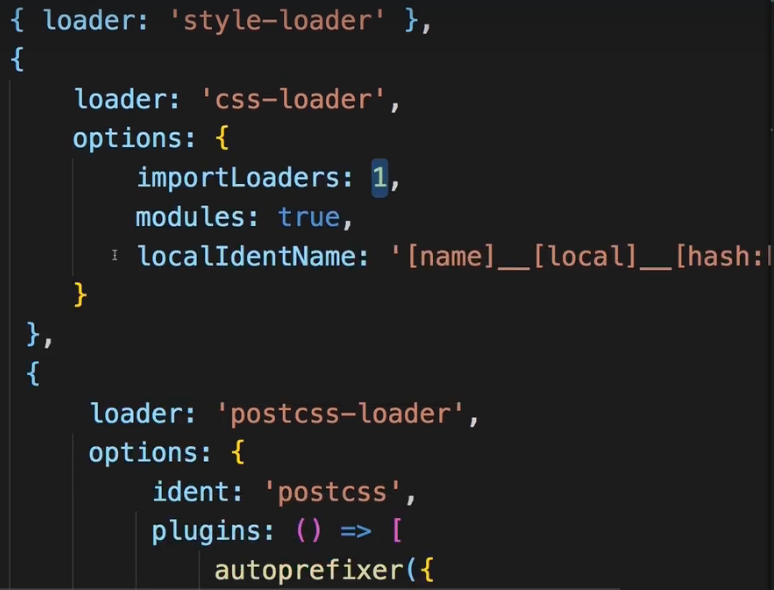 { loader: 'style-loader' },
{
loader: 'css-loader',
options: {
importLoaders: 1,
modules: true,
localIdentName: '[name]__[local]__[hash:
}
},
{
loader: 'postcss-loader',
options: {
ident: 'postcss',
plugins: () => [
autoprefixer({